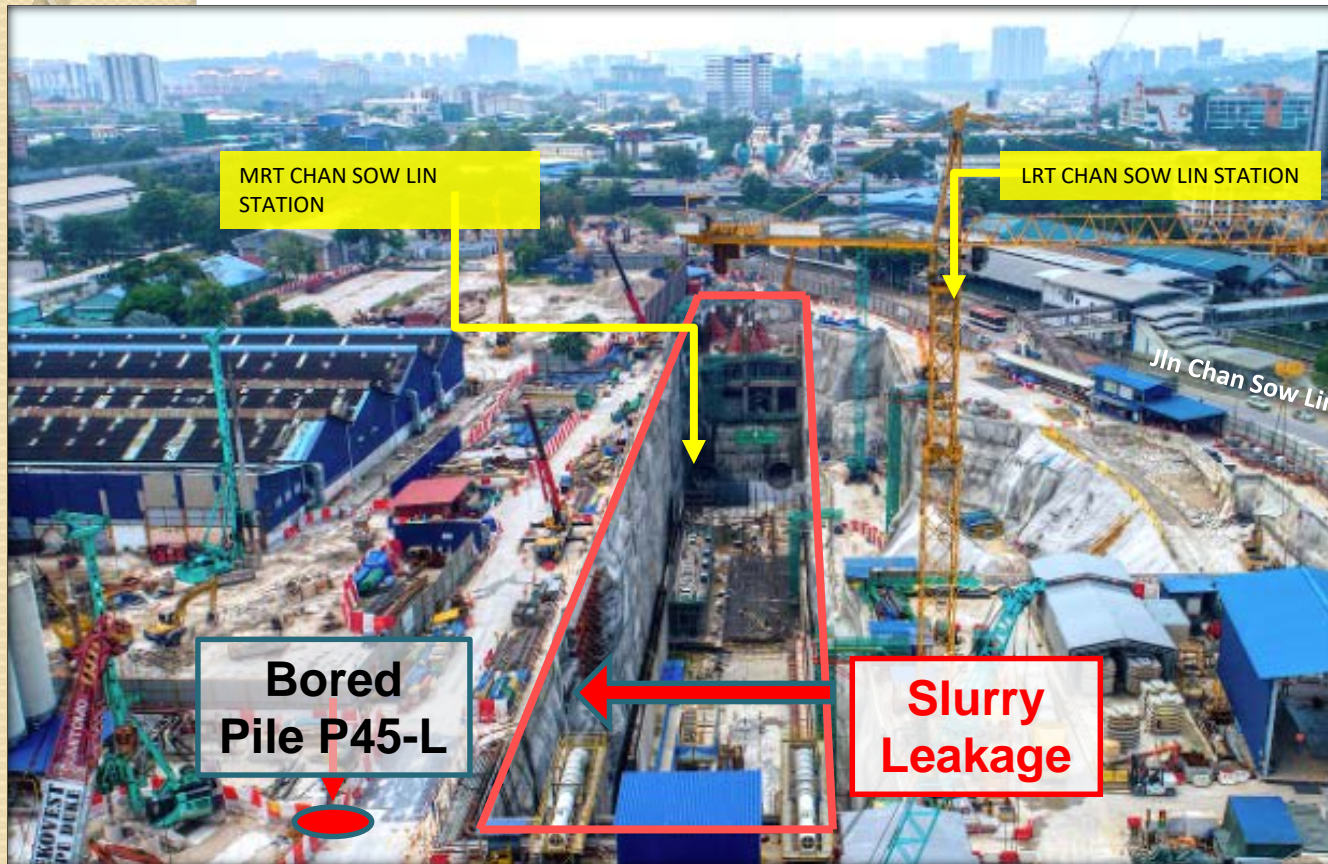 MRT CHAN SOW LIN
STATION
LRT CHAN SOW LIN STATION
Jln Chan Sow Lin
Bored
Pile P45-L
Slurry
Leakage